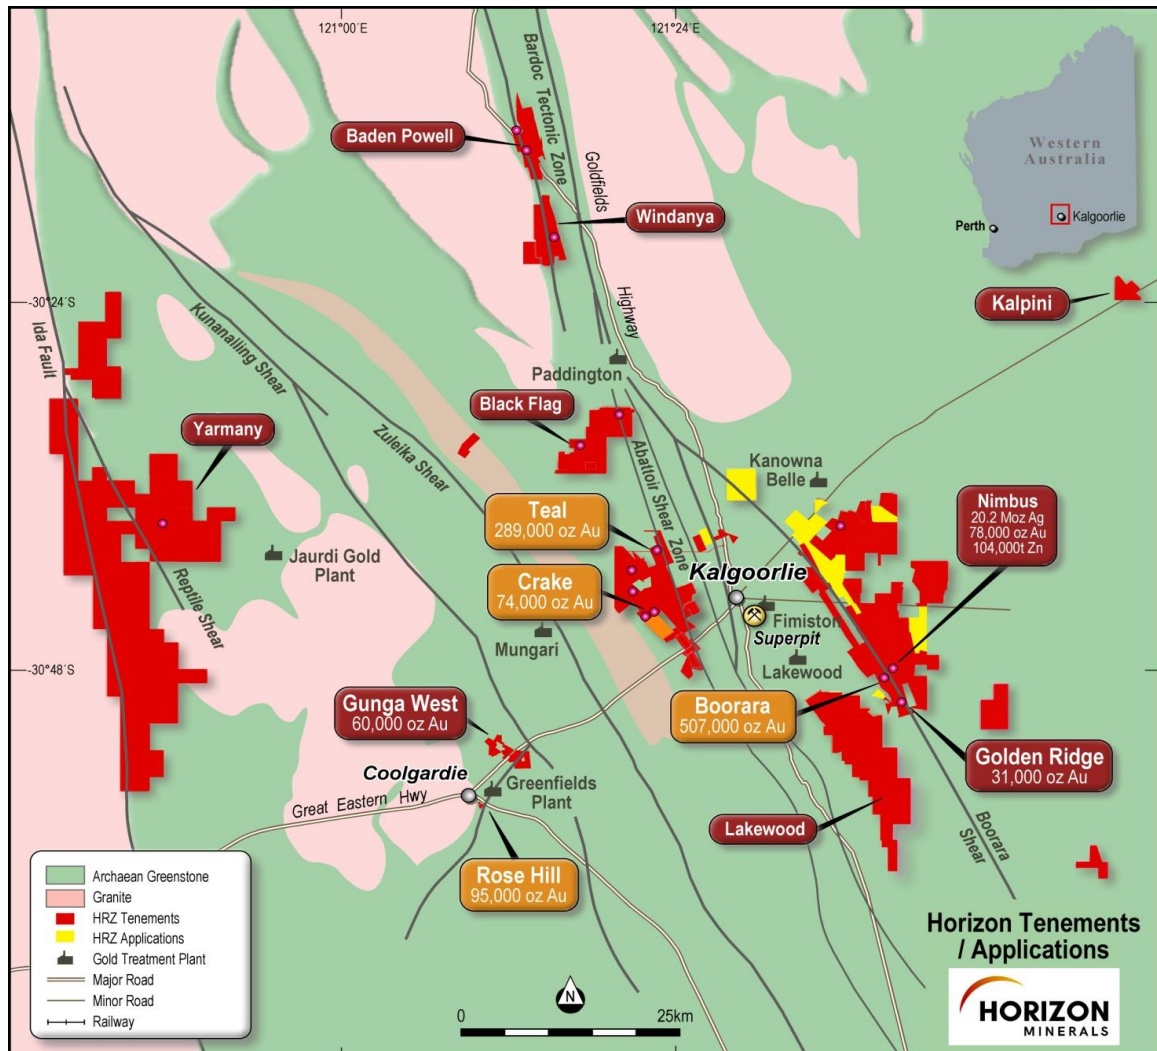 121°00´E
121°24´E
Bardoc Tectonic Zone
Goldfields
Highway
Baden Powell
Windanya
Western
Australia
Perth
Kalgoorlie
Kalpini
-30°24´S
Ida Fault
Kunanalling Shear
Zuleika Shear
Paddington
Black Flag
Abattoir Shear Zone
Yarmany
Kanowna
Belle
Teal
289,000 oz Au
Nimbus
20.2 Moz Ag
78,000 oz Au
104,000t Zn
Jaurdi Gold
Plant
Reptile Shear
Crake
74,000 oz Au
Kalgoorlie
Fimiston
Superpit
Mungari
Lakewood
-30°48´S
Gunga West
60,000 oz Au
Boorara
507,000 oz Au
Golden Ridge
31,000 oz Au
Coolgardie
Greenfields
Plant
Great Eastern Hwy
Lakewood
Boorara
Shear
Rose Hill
95,000 oz Au
Archaean Greenstone
Granite
HRZ Tenements
HRZ Applications
Gold Treatment Plant
Major Road
Minor Road
Railway
N
0
25km
Horizon Tenements
/ Applications
HORIZON
MINERALS